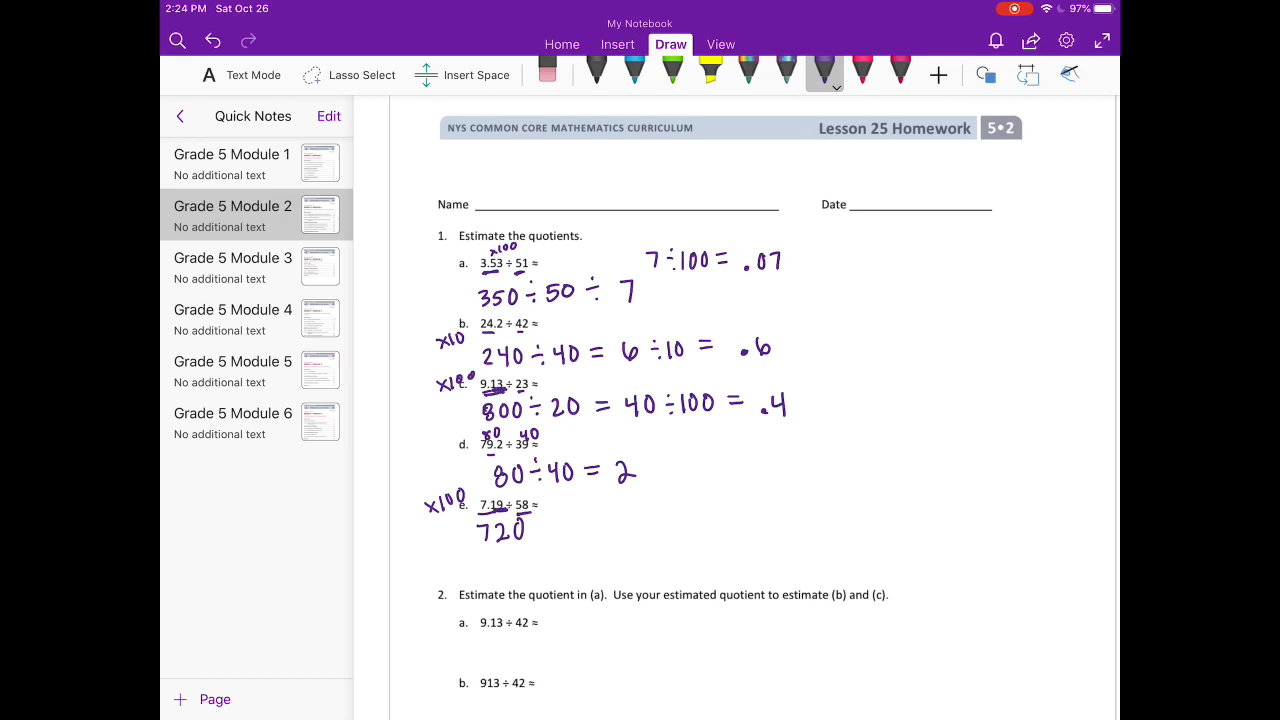 2:24 PM Sat Oct 26
97%
My Notebook
Home Insert Draw View
A Text Mode Lasso Select Insert Space
Quick Notes Edit
Grade 5 Module 1
No additional text
Grade 5 Module 2
No additional text
Grade 5 Module 3
No additional text
Grade 5 Module 4
No additional text
Grade 5 Module 5
No additional text
Grade 5 Module 6
No additional text
+ Page
NYS COMMON CORE MATHEMATICS CURRICULUM Lesson 25 Homework 5•2
Name Date
1. Estimate the quotients.
x100
a. 3.53 ÷ 51 ≈ 7 ÷ 100 = .07
350 ÷ 50 ÷ 7
b. 24.2 ÷ 42 ≈
x10 240 ÷ 40 = 6 ÷ 10 = .6
x100 ÷ 23 ≈
800 ÷ 20 = 40 ÷ 100 = .4
80 40
d. 79.2 ÷ 39 ≈
80 ÷ 40 = 2
x100 e. 7.19 ÷ 58 ≈
720
2. Estimate the quotient in (a). Use your estimated quotient to estimate (b) and (c).
a. 9.13 ÷ 42 ≈
b. 913 ÷ 42 ≈